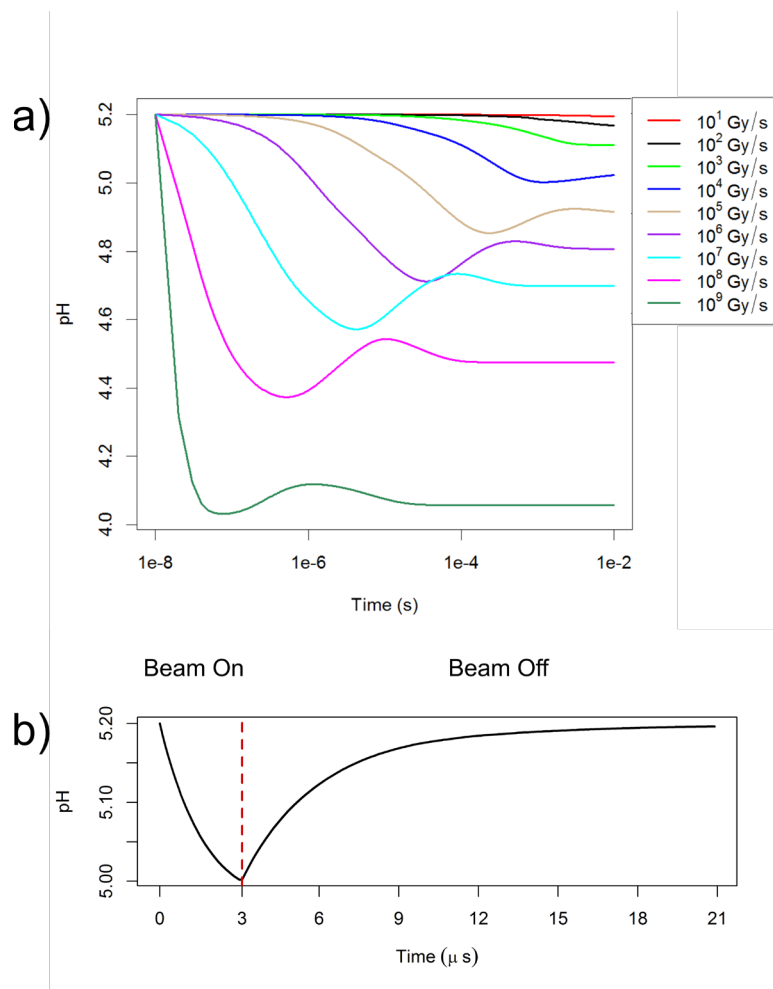 a)
pH
5.2
5.0
4.8
4.6
4.4
4.2
4.0
1e-8 1e-6 1e-4 1e-2
Time (s)
10¹ Gy/s
10² Gy/s
10³ Gy/s
10⁴ Gy/s
10⁵ Gy/s
10⁶ Gy/s
10⁷ Gy/s
10⁸ Gy/s
10⁹ Gy/s
Beam On Beam Off
b)
pH
5.20
5.10
5.00
0 3 6 9 12 15 18 21
Time (μ s)